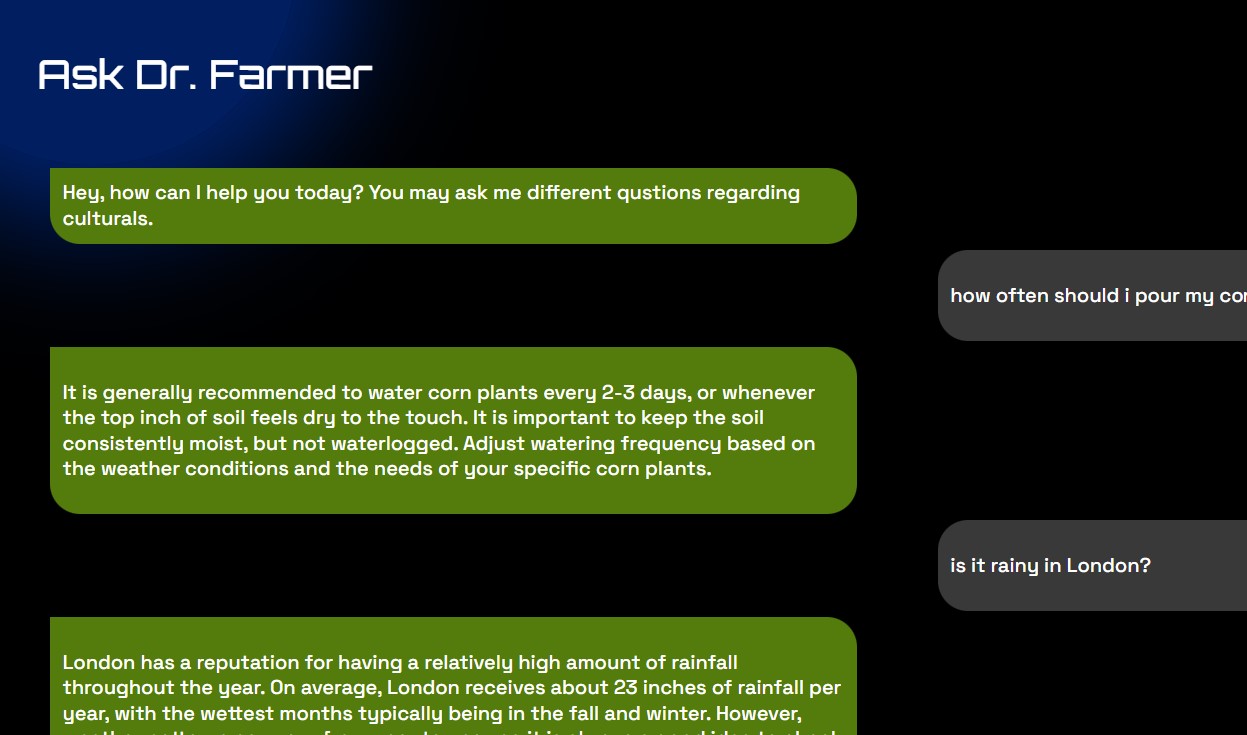 Ask Dr. Farmer
Hey, how can I help you today? You may ask me different qustions regarding
culturals.
how often should i pour my
It is generally recommended to water corn plants every 2-3 days, or whenever
the top inch of soil feels dry to the touch. It is important to keep the soil
consistently moist, but not waterlogged. Adjust watering frequency based on
the weather conditions and the needs of your specific corn plants.
is it rainy in London?
London has a reputation for having a relatively high amount of rainfall
throughout the year. On average, London receives about 23 inches of rainfall per
year, with the wettest months typically being in the fall and winter. However,